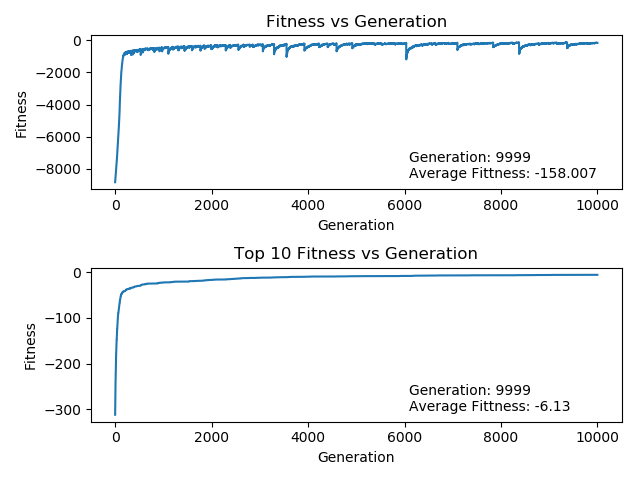 Fitness vs Generation
0
−2000
−4000
−6000
−8000
Fitness
Generation: 9999
Average Fittness: -158.007
0 2000 4000 6000 8000 10000
Generation
Top 10 Fitness vs Generation
0
−100
−200
−300
Fitness
Generation: 9999
Average Fittness: -6.13
0 2000 4000 6000 8000 10000
Generation